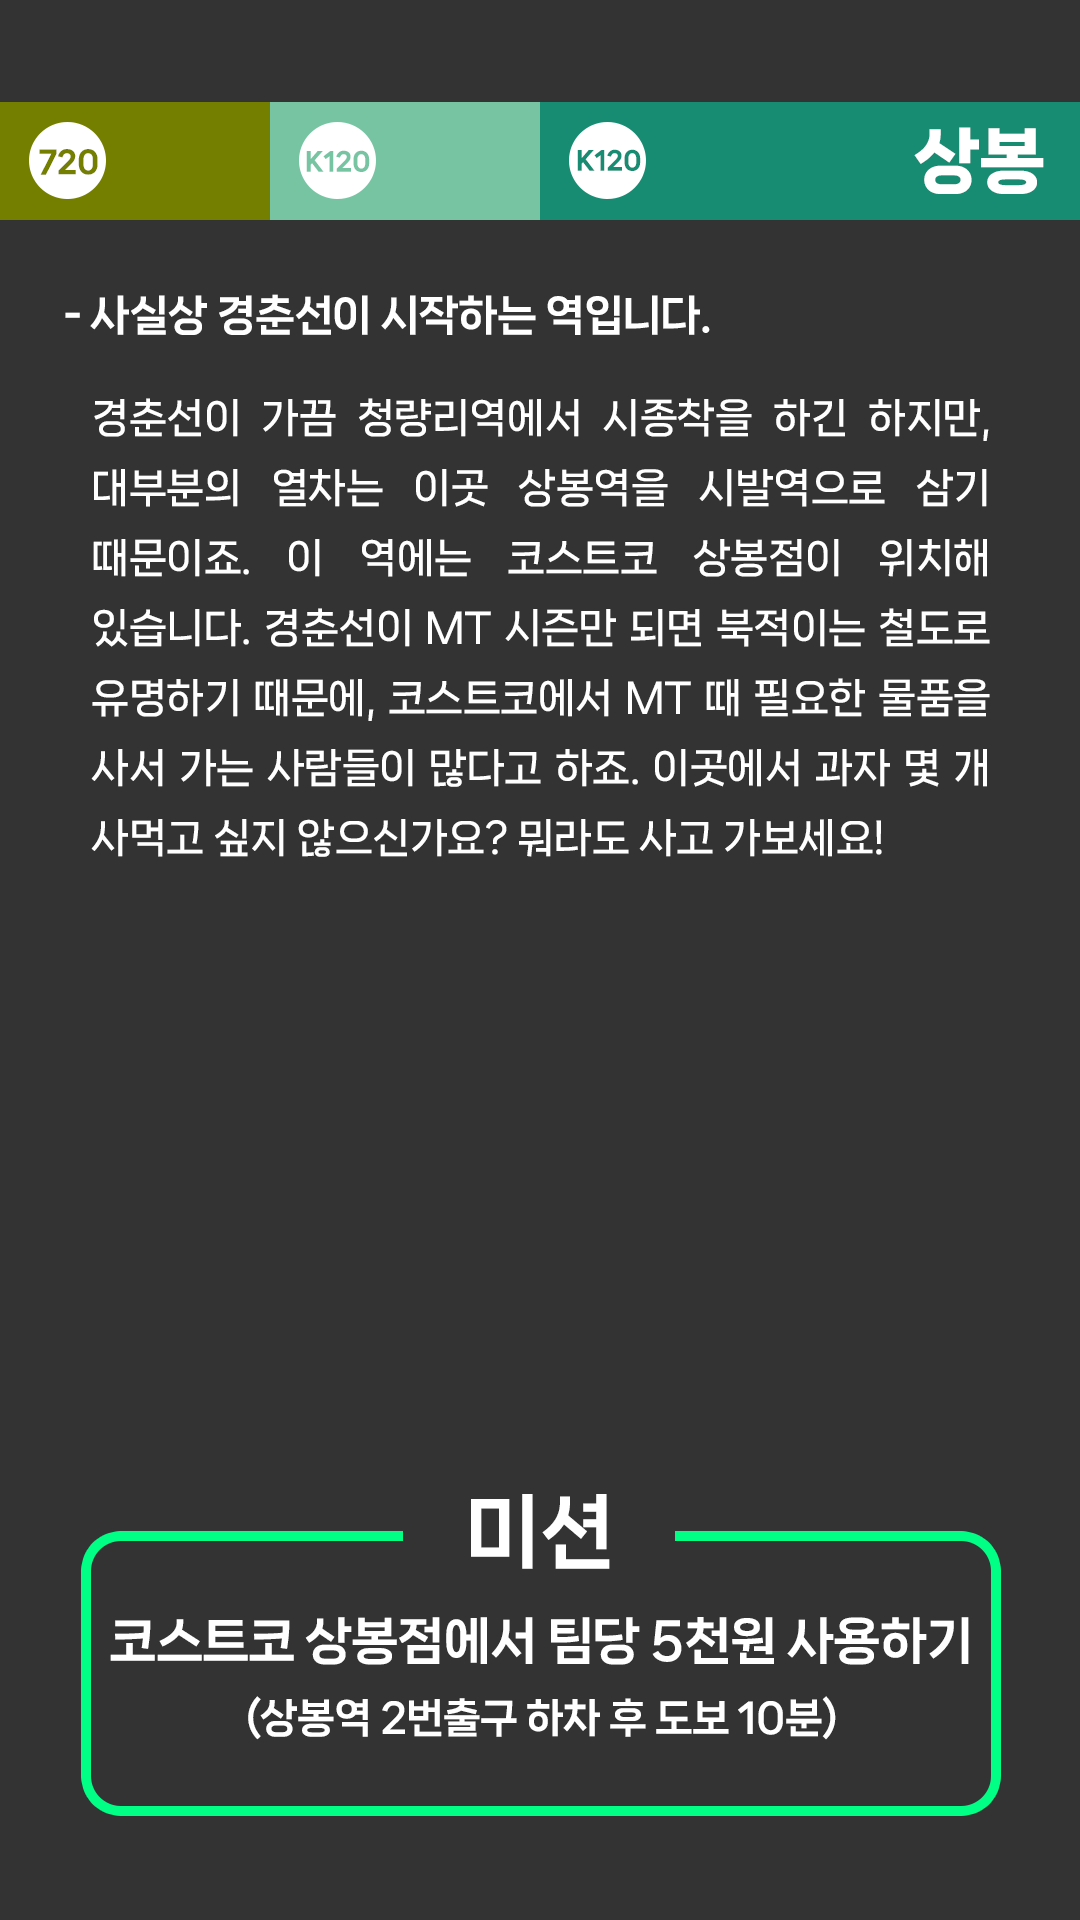 720
K120
K120
상봉
- 사실상 경춘선이 시작하는 역입니다.
경춘선이 가끔 청량리역에서 시종착을 하긴 하지만,
대부분의 열차는 이곳 상봉역을 시발역으로 삼기
때문이죠. 이 역에는 코스트코 상봉점이 위치해
있습니다. 경춘선이 MT 시즌만 되면 북적이는 철도로
유명하기 때문에, 코스트코에서 MT 때 필요한 물품을
사서 가는 사람들이 많다고 하죠. 이곳에서 과자 몇 개
사먹고 싶지 않으신가요? 뭐라도 사고 가보세요!
미션
코스트코 상봉점에서 팀당 5천원 사용하기
(상봉역 2번출구 하차 후 도보 10분)